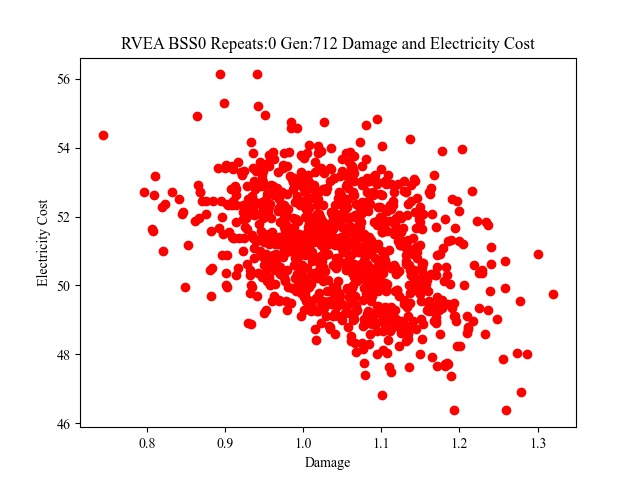 RVEA BSS0 Repeats:0 Gen:712 Damage and Electricity Cost
56
54
52
50
48
46
Electricity Cost
0.8 0.9 1.0 1.1 1.2 1.3
Damage